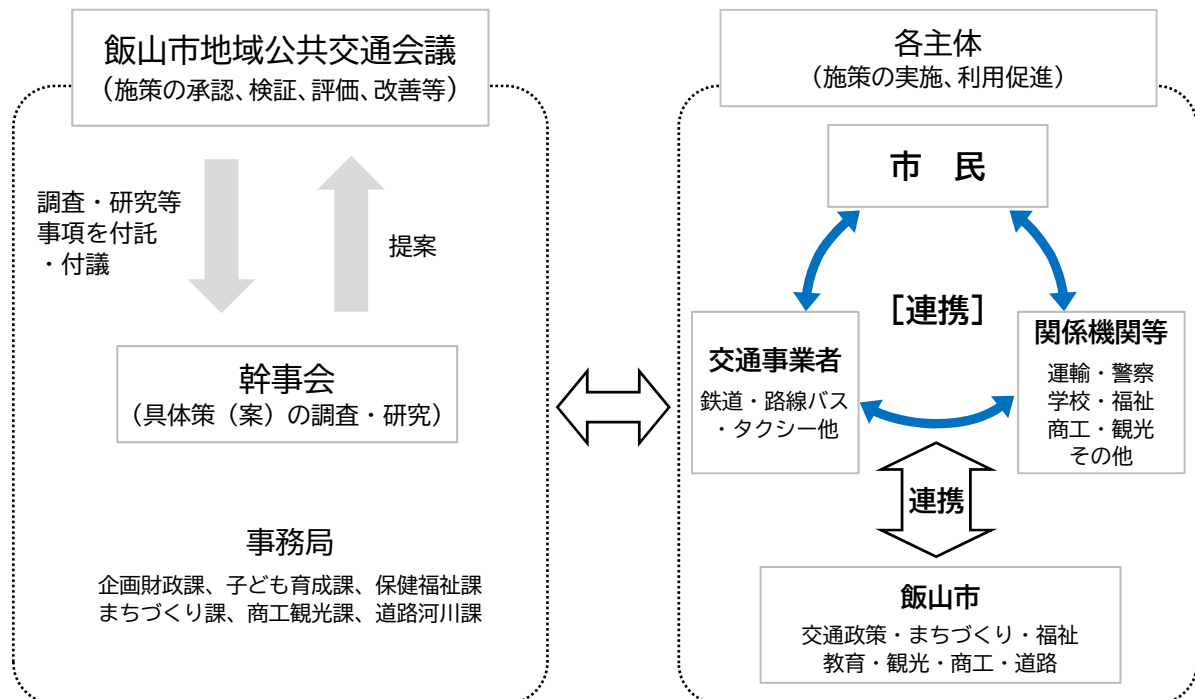 飯山市地域公共交通会議
（施策の承認、検証、評価、改善等）
調査・研究等
事項を付託
・付議
提案
幹事会
（具体策（案）の調査・研究）
事務局
企画財政課、子ども育成課、保健福祉課
まちづくり課、商工観光課、道路河川課
各主体
（施策の実施、利用促進）
市　民
［連携］
交通事業者
鉄道・路線バス
・タクシー他
関係機関等
運輸・警察
学校・福祉
商工・観光
その他
連携
飯山市
交通政策・まちづくり・福祉
教育・観光・商工・道路